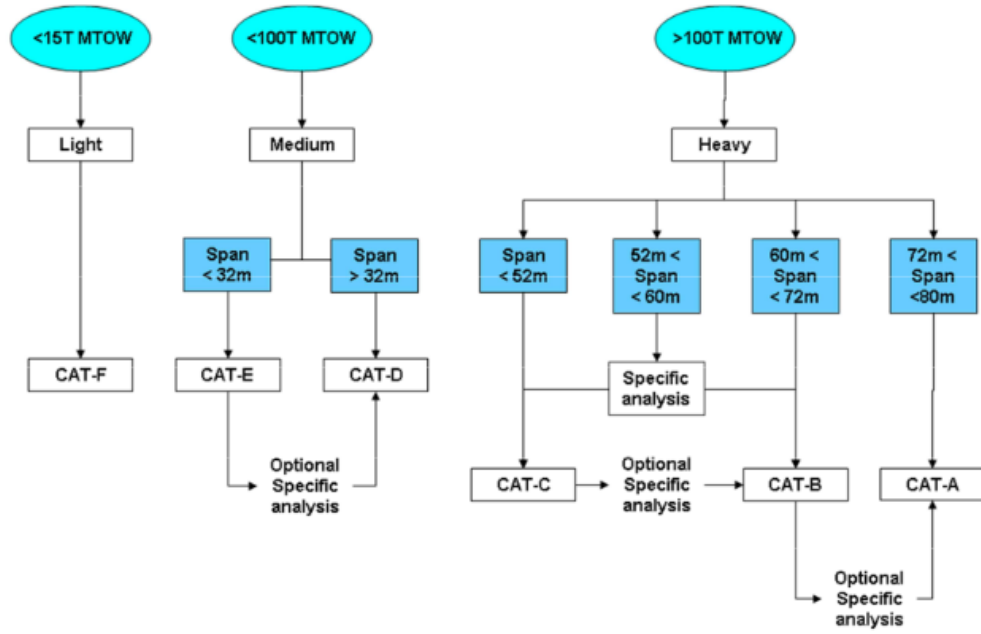 <15T MTOW
<100T MTOW
>100T MTOW
Light
Medium
Heavy
Span
< 32m
Span
> 32m
Span
< 52m
52m <
Span
< 60m
60m <
Span
< 72m
72m <
Span
<80m
CAT-F
CAT-E
CAT-D
Specific
analysis
Optional
Specific
analysis
CAT-C
Optional
Specific
analysis
CAT-B
CAT-A
Optional
Specific
analysis